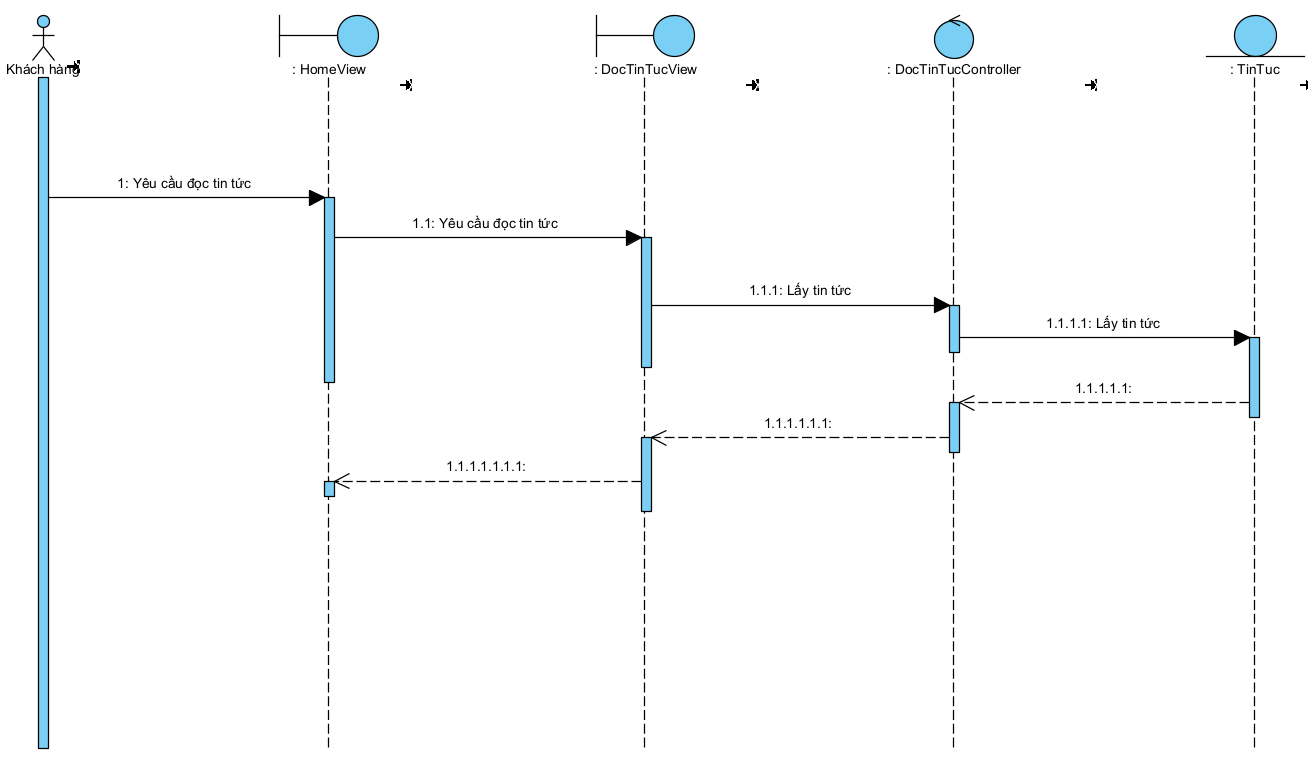 Khách hàng
: HomeView
: DocTinTucView
: DocTinTucController
: TinTuc
1: Yêu cầu đọc tin tức
1.1: Yêu cầu đọc tin tức
1.1.1: Lấy tin tức
1.1.1.1: Lấy tin tức
1.1.1.1.1:
1.1.1.1.1.1:
1.1.1.1.1.1.1: